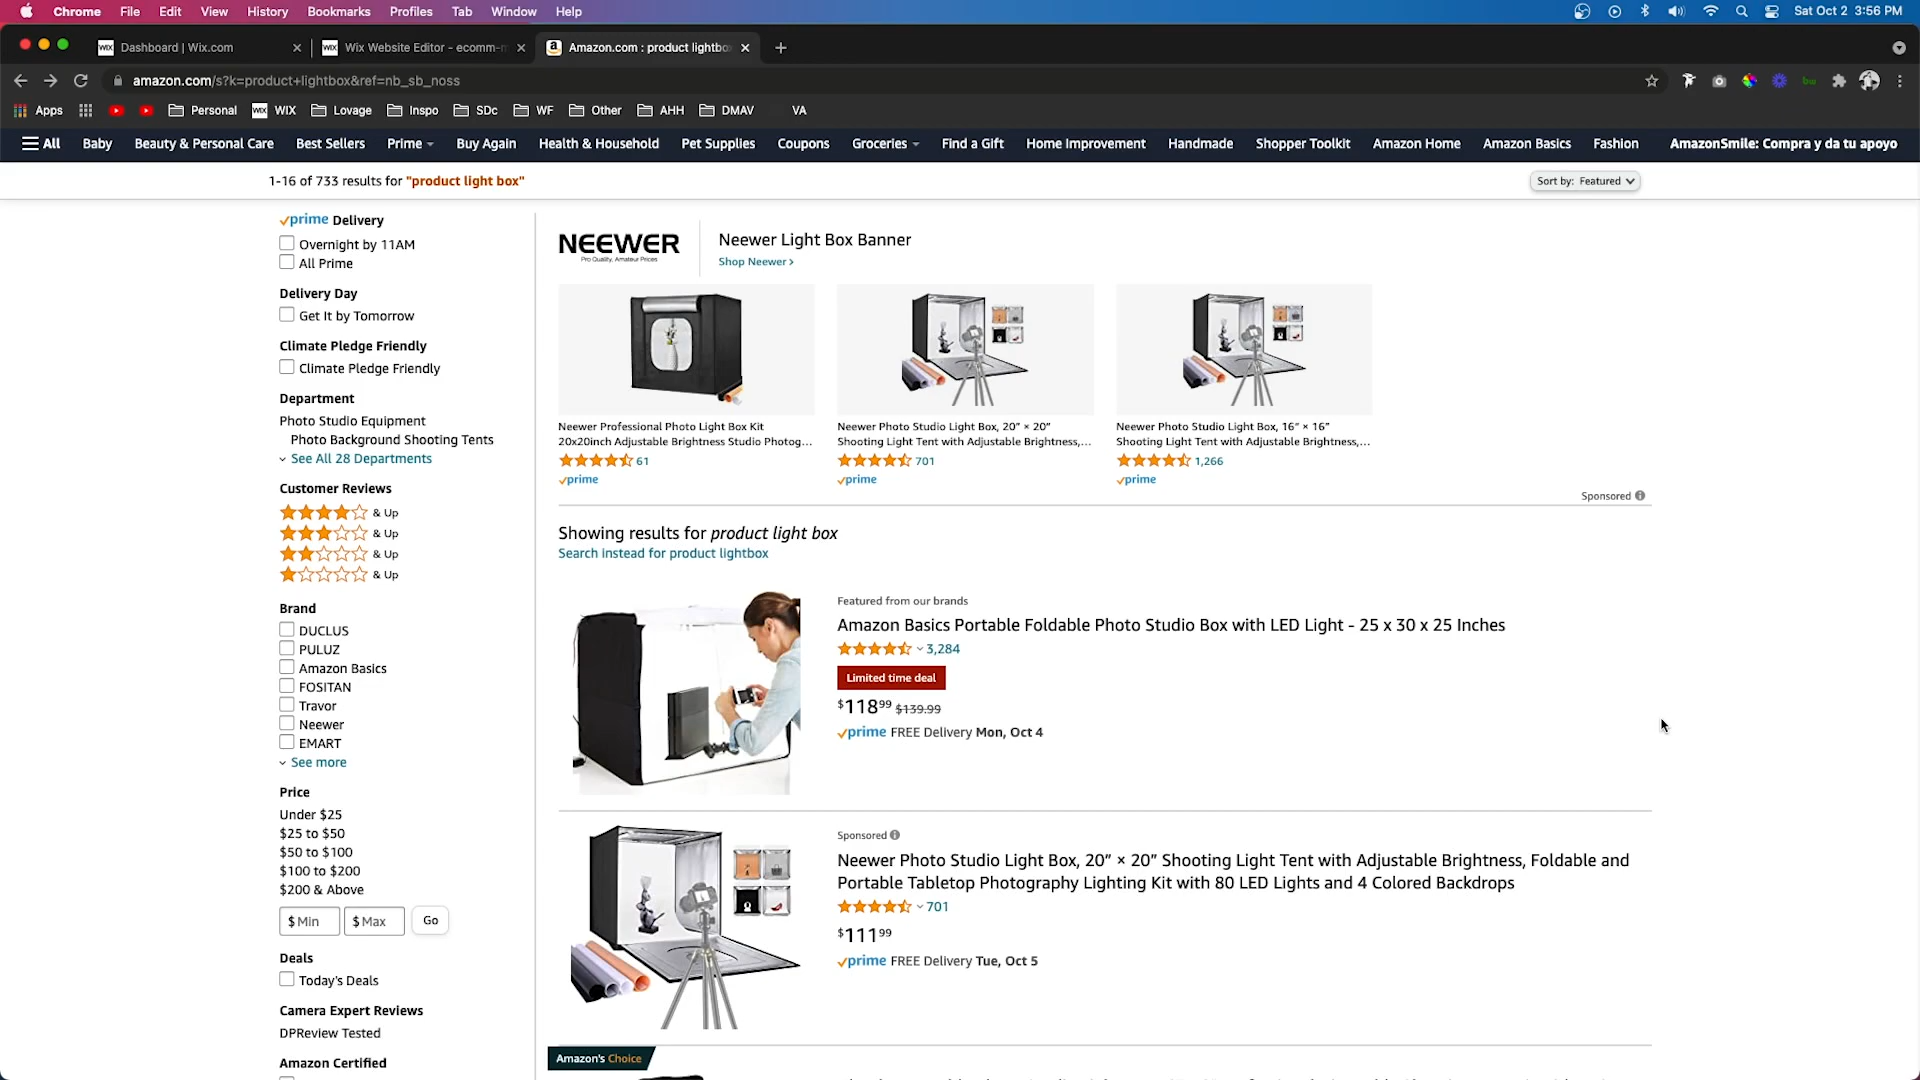 Chrome File Edit View History Bookmarks Profiles Tab Window Help Sat Oct 2 3:56 PM
WIX Dashboard | Wix.com WIX Wix Website Editor - ecomm-m a Amazon.com : product lightbo
amazon.com/s?k=product+lightbox&ref=nb_sb_noss
Apps Personal WIX WIX Lovage Inspo SDc WF Other AHH DMAV VA
All Baby Beauty & Personal Care Best Sellers Prime Buy Again Health & Household Pet Supplies Coupons Groceries Find a Gift Home Improvement Handmade Shopper Toolkit Amazon Home Amazon Basics Fashion AmazonSmile: Compra y da tu apoyo
1-16 of 733 results for "product light box"
Sort by: Featured
prime Delivery
Overnight by 11AM
All Prime
Delivery Day
Get It by Tomorrow
Climate Pledge Friendly
Climate Pledge Friendly
Department
Photo Studio Equipment
Photo Background Shooting Tents
See All 28 Departments
Customer Reviews
& Up
& Up
& Up
& Up
Brand
DUCLUS
PULUZ
Amazon Basics
FOSITAN
Travor
Neewer
EMART
See more
Price
Under $25
$25 to $50
$50 to $100
$100 to $200
$200 & Above
$ Min $ Max Go
Deals
Today's Deals
Camera Expert Reviews
DPReview Tested
Amazon Certified
NEEWER
Pro Quality, Amateur Prices
Neewer Light Box Banner
Shop Neewer ›
Neewer Professional Photo Light Box Kit
20x20inch Adjustable Brightness Studio Photog...
61
prime
Neewer Photo Studio Light Box, 20" × 20"
Shooting Light Tent with Adjustable Brightness,...
701
prime
Neewer Photo Studio Light Box, 16" × 16"
Shooting Light Tent with Adjustable Brightness,...
1,266
prime
Sponsored
Showing results for product light box
Search instead for product lightbox
Featured from our brands
Amazon Basics Portable Foldable Photo Studio Box with LED Light - 25 x 30 x 25 Inches
3,284
Limited time deal
$118.99 $139.99
prime FREE Delivery Mon, Oct 4
Sponsored
Neewer Photo Studio Light Box, 20" × 20" Shooting Light Tent with Adjustable Brightness, Foldable and
Portable Tabletop Photography Lighting Kit with 80 LED Lights and 4 Colored Backdrops
701
$111.99
prime FREE Delivery Tue, Oct 5
Amazon's Choice